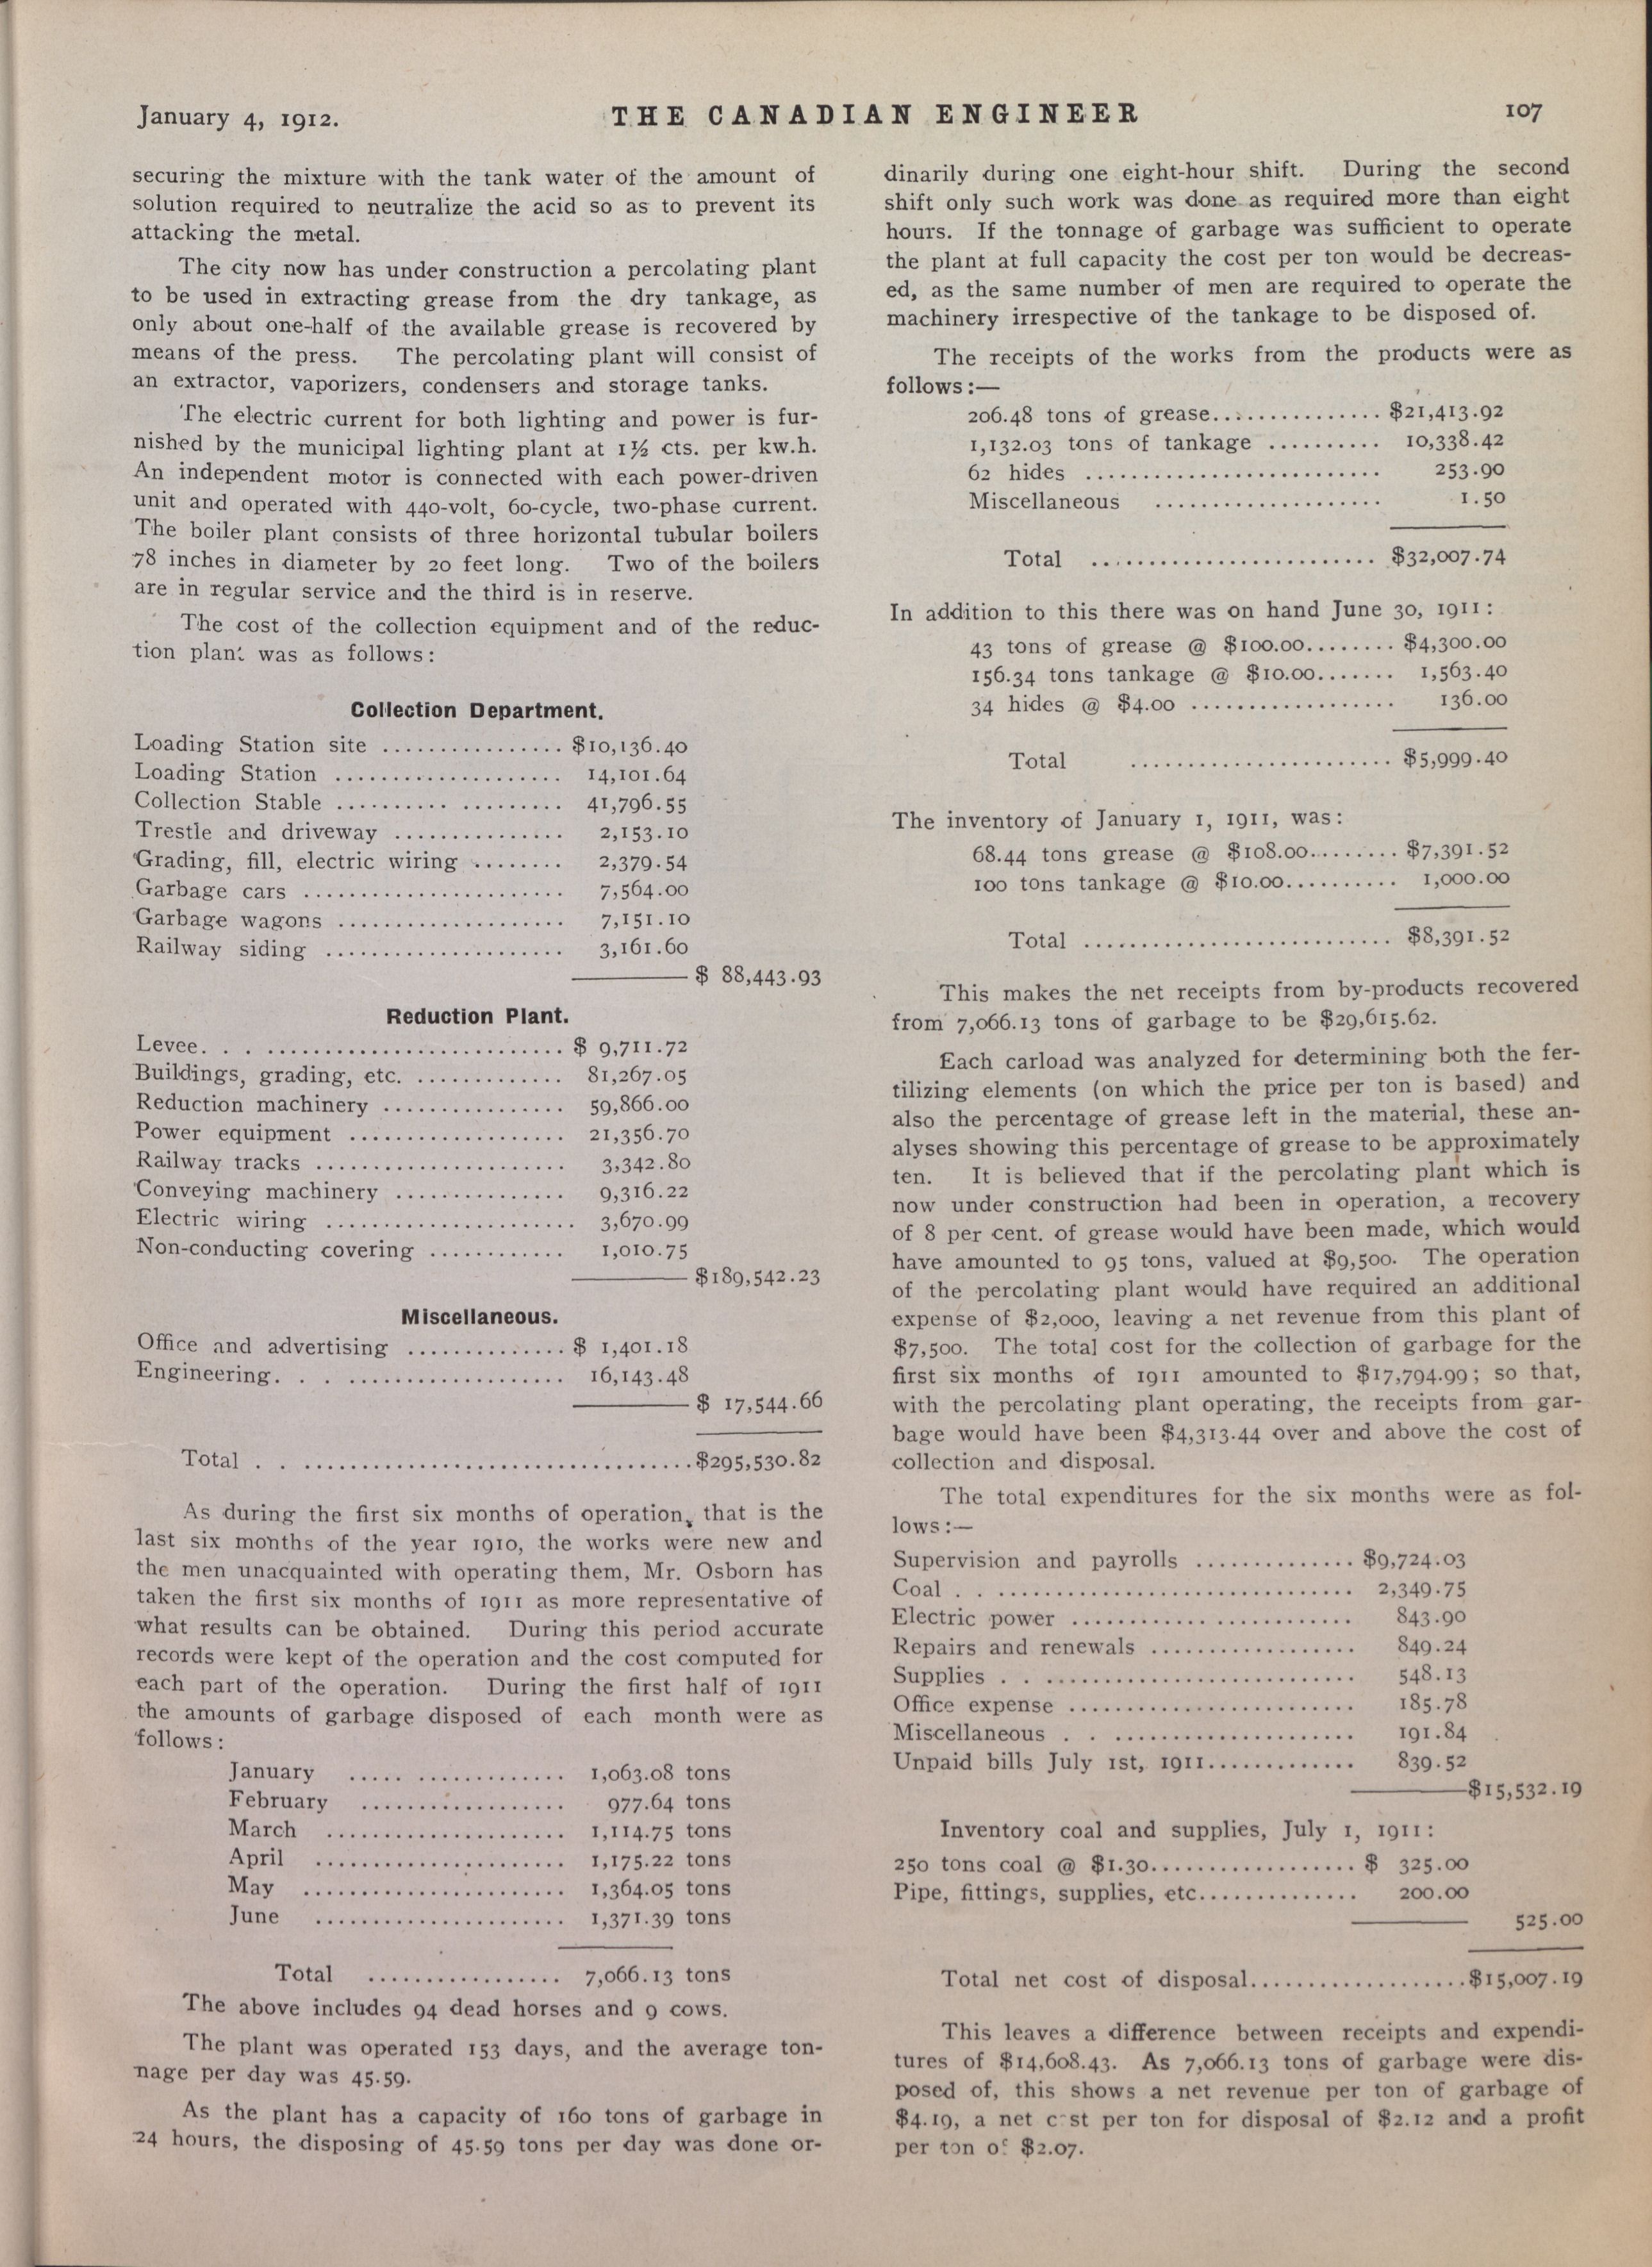 January 4, 1912.
THE CANADIAN ENGINEER
107
securing the mixture with the tank water of the amount of
solution required to neutralize the acid so as to prevent its
attacking the metal.
The city now has under construction a percolating plant
to be used in extracting grease from the dry tankage, as
only about one-half of the available grease is recovered by
means of the press. The percolating plant will consist of
an extractor, vaporizers, condensers and storage tanks.
The electric current for both lighting and power is fur-
nished by the municipal lighting plant at 1½ cts. per kw.h.
An independent motor is connected with each power-driven
unit and operated with 440-volt, 60-cycle, two-phase current.
The boiler plant consists of three horizontal tubular boilers
78 inches in diameter by 20 feet long. Two of the boilers
are in regular service and the third is in reserve.
The cost of the collection equipment and of the reduc-
tion plant was as follows:
Collection Department.
Loading Station site ................ $10,136.40
Loading Station .................... 14,101.64
Collection Stable .......... ......... 41,796.55
Trestle and driveway ............... 2,153.10
Grading, fill, electric wiring ........ 2,379.54
Garbage cars ....................... 7,564.00
Garbage wagons .................... 7,151.10
Railway siding ..................... 3,161.60
$ 88,443.93
Reduction Plant.
Levee. . . .......................... $ 9,711.72
Buildings, grading, etc. ............. 81,267.05
Reduction machinery ................ 59,866.00
Power equipment ................... 21,356.70
Railway tracks ...................... 3,342.80
Conveying machinery ............... 9,316.22
Electric wiring ...................... 3,670.99
Non-conducting covering ............ 1,010.75
$189,542.23
Miscellaneous.
Office and advertising .............. $ 1,401.18
Engineering. . . ................... 16,143.48
$ 17,544.66
Total . . ..................................$295,530.82
As during the first six months of operation, that is the
last six months of the year 1910, the works were new and
the men unacquainted with operating them, Mr. Osborn has
taken the first six months of 1911 as more representative of
what results can be obtained. During this period accurate
records were kept of the operation and the cost computed for
each part of the operation. During the first half of 1911
the amounts of garbage disposed of each month were as
follows:
January ..... ............. 1,063.08 tons
February .................. 977.64 tons
March ..................... 1,114.75 tons
April ...................... 1,175.22 tons
May ....................... 1,364.05 tons
June ...................... 1,371.39 tons
Total ................. 7,066.13 tons
The above includes 94 dead horses and 9 cows.
The plant was operated 153 days, and the average ton-
nage per day was 45.59.
As the plant has a capacity of 160 tons of garbage in
24 hours, the disposing of 45.59 tons per day was done or-
dinarily during one eight-hour shift. During the second
shift only such work was done as required more than eight
hours. If the tonnage of garbage was sufficient to operate
the plant at full capacity the cost per ton would be decreas-
ed, as the same number of men are required to operate the
machinery irrespective of the tankage to be disposed of.
The receipts of the works from the products were as
follows:—
206.48 tons of grease............... $21,413.92
1,132.03 tons of tankage .......... 10,338.42
62 hides .......................... 253.90
Miscellaneous .................... 1.50
Total ......................... $32,007.74
In addition to this there was on hand June 30, 1911:
43 tons of grease @ $100.00........ $4,300.00
156.34 tons tankage @ $10.00....... 1,563.40
34 hides @ $4.00 .................. 136.00
Total ....................... $5,999.40
The inventory of January 1, 1911, was:
68.44 tons grease @ $108.00........ $7,391.52
100 tons tankage @ $10.00.......... 1,000.00
Total ........................... $8,391.52
This makes the net receipts from by-products recovered
from 7,066.13 tons of garbage to be $29,615.62.
Each carload was analyzed for determining both the fer-
tilizing elements (on which the price per ton is based) and
also the percentage of grease left in the material, these an-
alyses showing this percentage of grease to be approximately
ten. It is believed that if the percolating plant which is
now under construction had been in operation, a recovery
of 8 per cent. of grease would have been made, which would
have amounted to 95 tons, valued at $9,500. The operation
of the percolating plant would have required an additional
expense of $2,000, leaving a net revenue from this plant of
$7,500. The total cost for the collection of garbage for the
first six months of 1911 amounted to $17,794.99; so that,
with the percolating plant operating, the receipts from gar-
bage would have been $4,313.44 over and above the cost of
collection and disposal.
The total expenditures for the six months were as fol-
lows:—
Supervision and payrolls .............. $9,724.03
Coal . . ............................... 2,349.75
Electric power ......................... 843.90
Repairs and renewals .................. 849.24
Supplies . . ........................... 548.13
Office expense ......................... 185.78
Miscellaneous . . ..................... 191.84
Unpaid bills July 1st, 1911............. 839.52
$15,532.19
Inventory coal and supplies, July 1, 1911:
250 tons coal @ $1.30.................. $ 325.00
Pipe, fittings, supplies, etc.............. 200.00
525.00
Total net cost of disposal...................$15,007.19
This leaves a difference between receipts and expendi-
tures of $14,608.43. As 7,066.13 tons of garbage were dis-
posed of, this shows a net revenue per ton of garbage of
$4.19, a net cost per ton for disposal of $2.12 and a profit
per ton of $2.07.